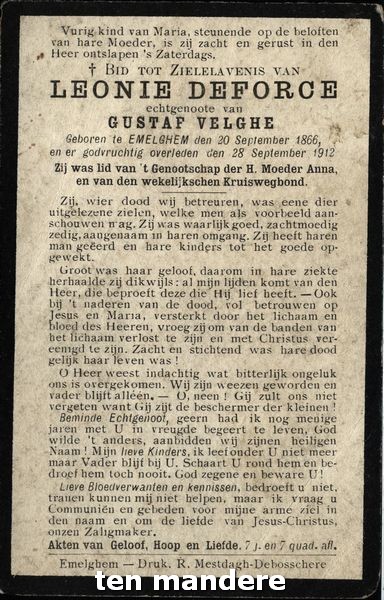 Vurig kind van Maria, steunende op de beloften
van hare Moeder, is zij zacht en gerust in den
Heer ontslapen 's Zaterdags.
† BID TOT ZIELELAVENIS VAN
LEONIE DEFORCE
echtgenoote van
GUSTAF VELGHE
Geboren te EMELGHEM den 20 September 1866,
en er godvruchtig overleden den 28 September 1912
Zij was lid van 't Genootschap der H. Moeder Anna,
en van den wekelijkschen Kruiswegbond.
Zij, wier dood wij betreuren, was eene dier
uitgelezene zielen, welke men als voorbeeld aan-
schouwen mag. Zij was waarlijk goed, zachtmoedig
zedig, aangenaam in haren omgang. Zij heeft haren
man geëerd en hare kinders tot het goede op-
gewekt.
Groot was haar geloof, daarom in hare ziekte
herhaalde zij dikwijls : al mijn lijden komt van den
Heer, die beproeft deze die Hij lief heeft. — Ook
bij 't naderen van de dood, vol betrouwen op
Jesus en Maria, versterkt door het lichaam en
bloed des Heeren, vroeg zij om van de banden van
het lichaam verlost te zijn en met Christus ver-
eenigd te zijn. Zacht en stichtend was hare dood
gelijk haar leven was !
O Heer weest indachtig wat bitterlijk ongeluk
ons is overgekomen. Wij zijn weezen geworden en
vader blijft alléen. — O, neen ! Gij zult ons niet
vergeten want Gij zijt de beschermer der kleinen !
Beminde Echtgenoot, geern had ik nog menige
jaren met U in vreugde begeert te leven, God
wilde 't anders, aanbidden wij zijnen heiligen
Naam ! Mijn lieve Kinders, ik leef onder U niet meer
maar Vader blijft bij U. Schaart U rond hem en be-
droef hem toch nooit. God zegene en beware U !
Lieve Bloedverwanten en kennissen, bedroeft u niet,
tranen kunnen mij niet helpen, maar ik vraag u
Communiën en gebeden voor mijne arme ziel in
den naam en om de liefde van Jesus-Christus,
onzen Zaligmaker.
Akten van Geloof, Hoop en Liefde. 7 j. en 7 quad. afl.
Emelghem — Druk. R. Mestdagh-Debosschere
ten mandere